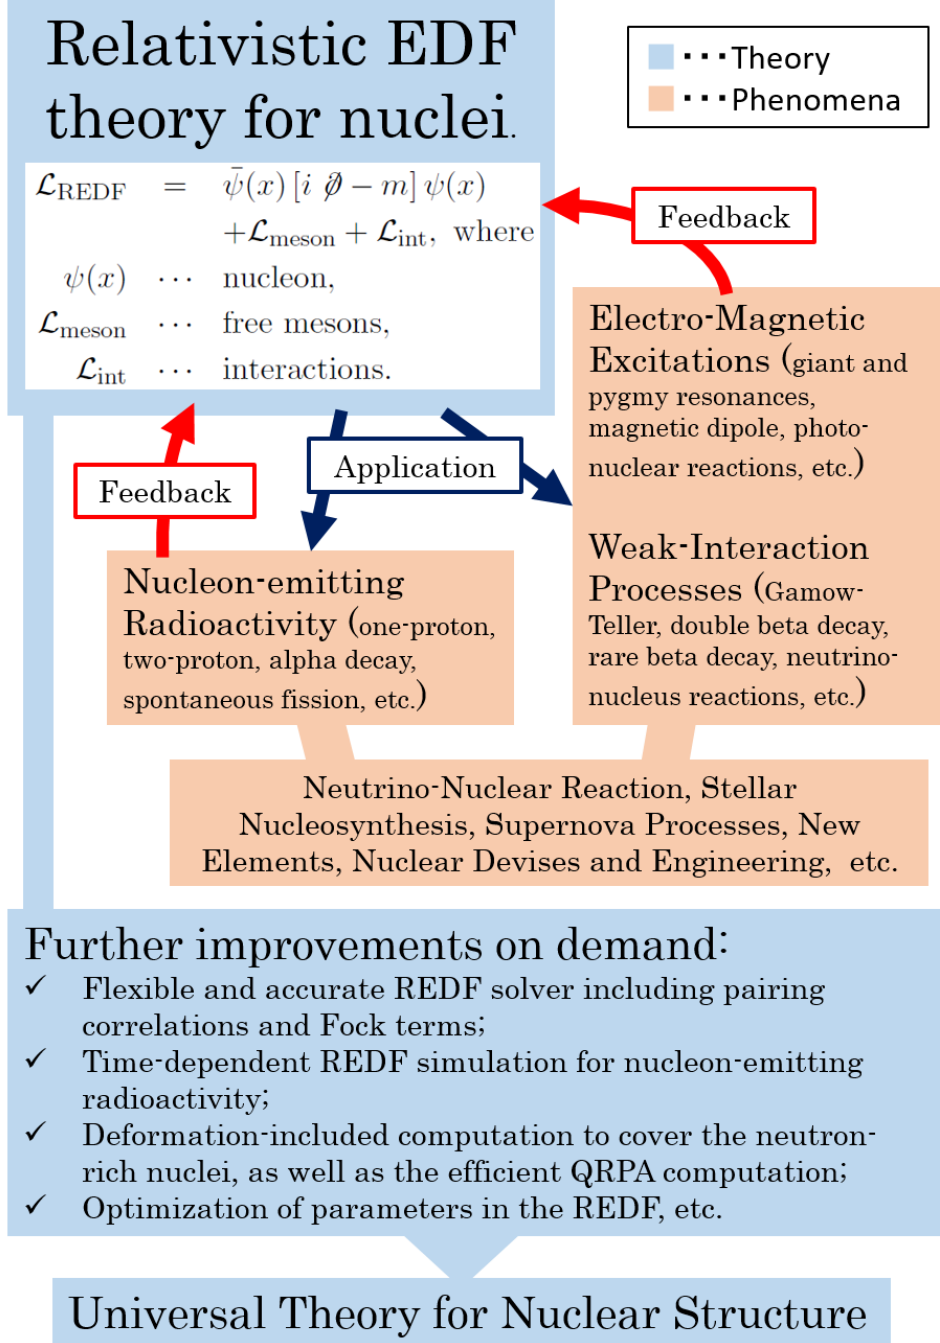 Relativistic EDF
theory for nuclei.
■ ･･･Theory
■ ･･･Phenomena
ℒ_REDF = ψ̄(x) [i ∂̸ − m] ψ(x)
+ℒ_meson + ℒ_int, where
ψ(x) ··· nucleon,
ℒ_meson ··· free mesons,
ℒ_int ··· interactions.
Feedback
Electro-Magnetic
Excitations (giant and
pygmy resonances,
magnetic dipole, photo-
nuclear reactions, etc.)
Application
Feedback
Weak-Interaction
Processes (Gamow-
Teller, double beta decay,
rare beta decay, neutrino-
nucleus reactions, etc.)
Nucleon-emitting
Radioactivity (one-proton,
two-proton, alpha decay,
spontaneous fission, etc.)
Neutrino-Nuclear Reaction, Stellar
Nucleosynthesis, Supernova Processes, New
Elements, Nuclear Devises and Engineering, etc.
Further improvements on demand:
✓ Flexible and accurate REDF solver including pairing
correlations and Fock terms;
✓ Time-dependent REDF simulation for nucleon-emitting
radioactivity;
✓ Deformation-included computation to cover the neutron-
rich nuclei, as well as the efficient QRPA computation;
✓ Optimization of parameters in the REDF, etc.
Universal Theory for Nuclear Structure